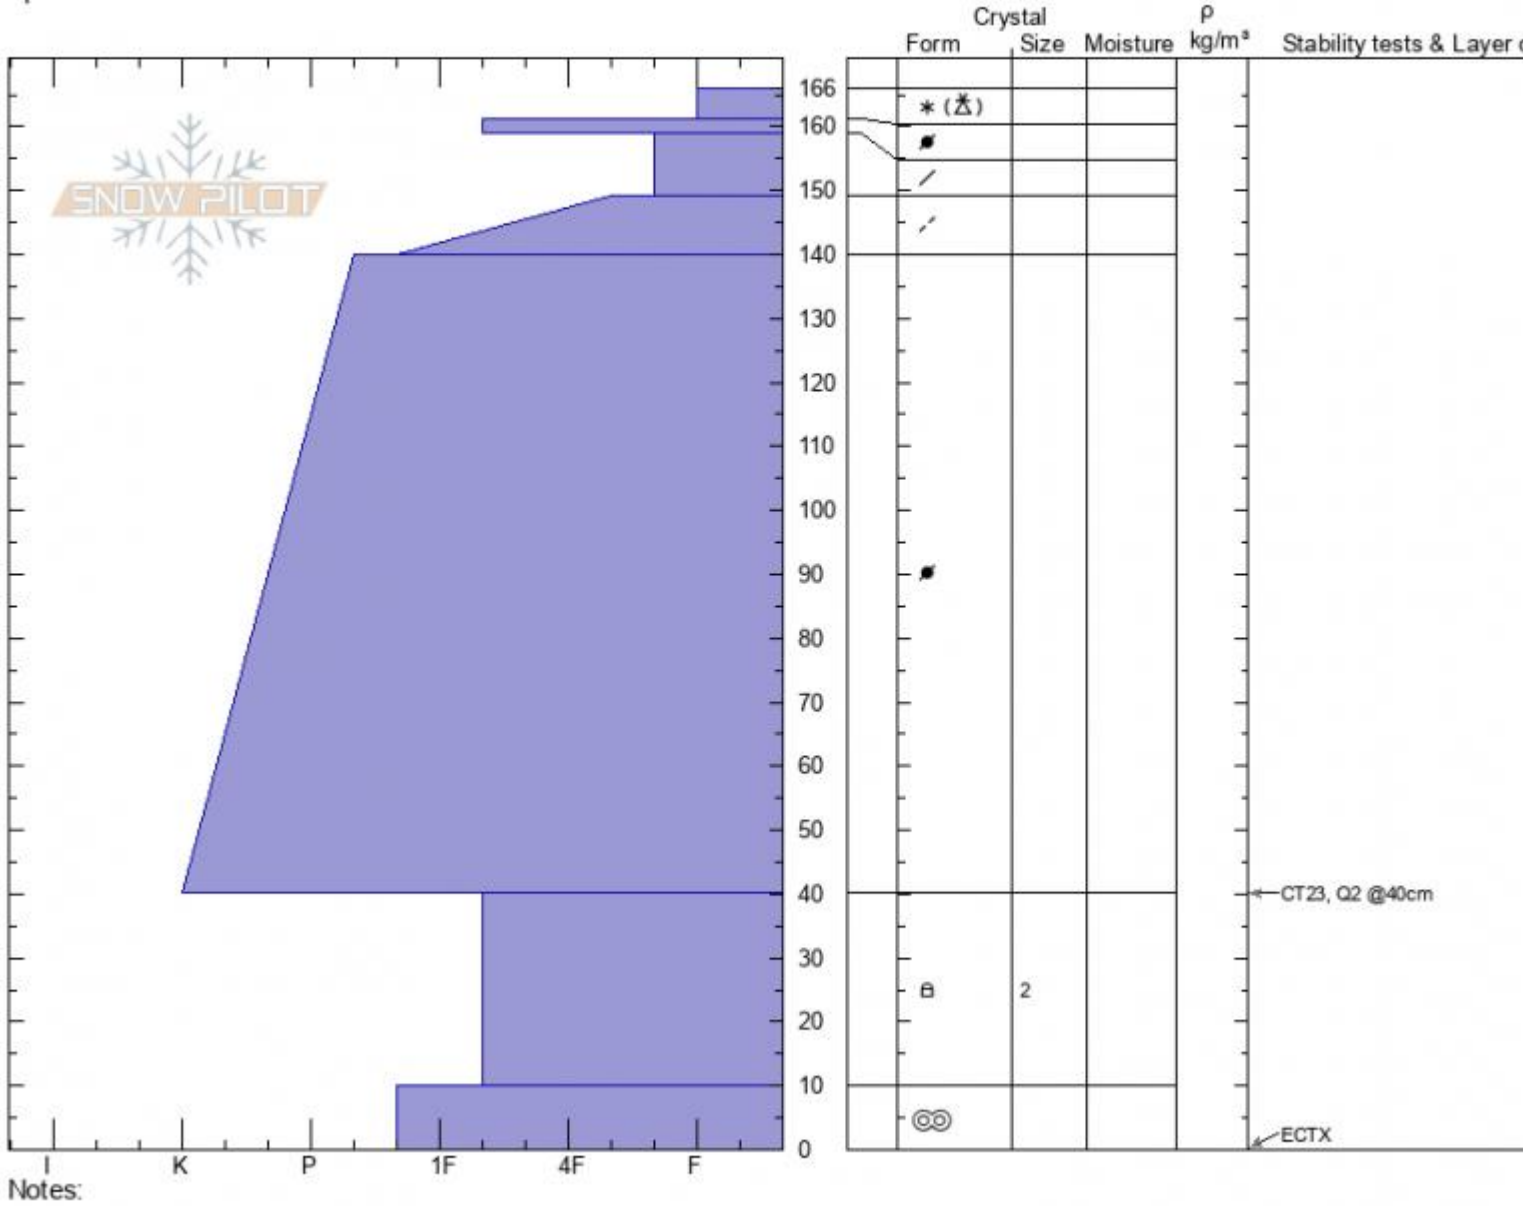 Crystal ρ
Form Size Moisture kg/m³ Stability tests & Layer
SNOW PILOT
166
160
150
140
130
120
110
100
90
80
70
60
50
40 CT23, Q2 @40cm
30
2
20
10
0 ECTX
I K P 1F 4F F
Notes: